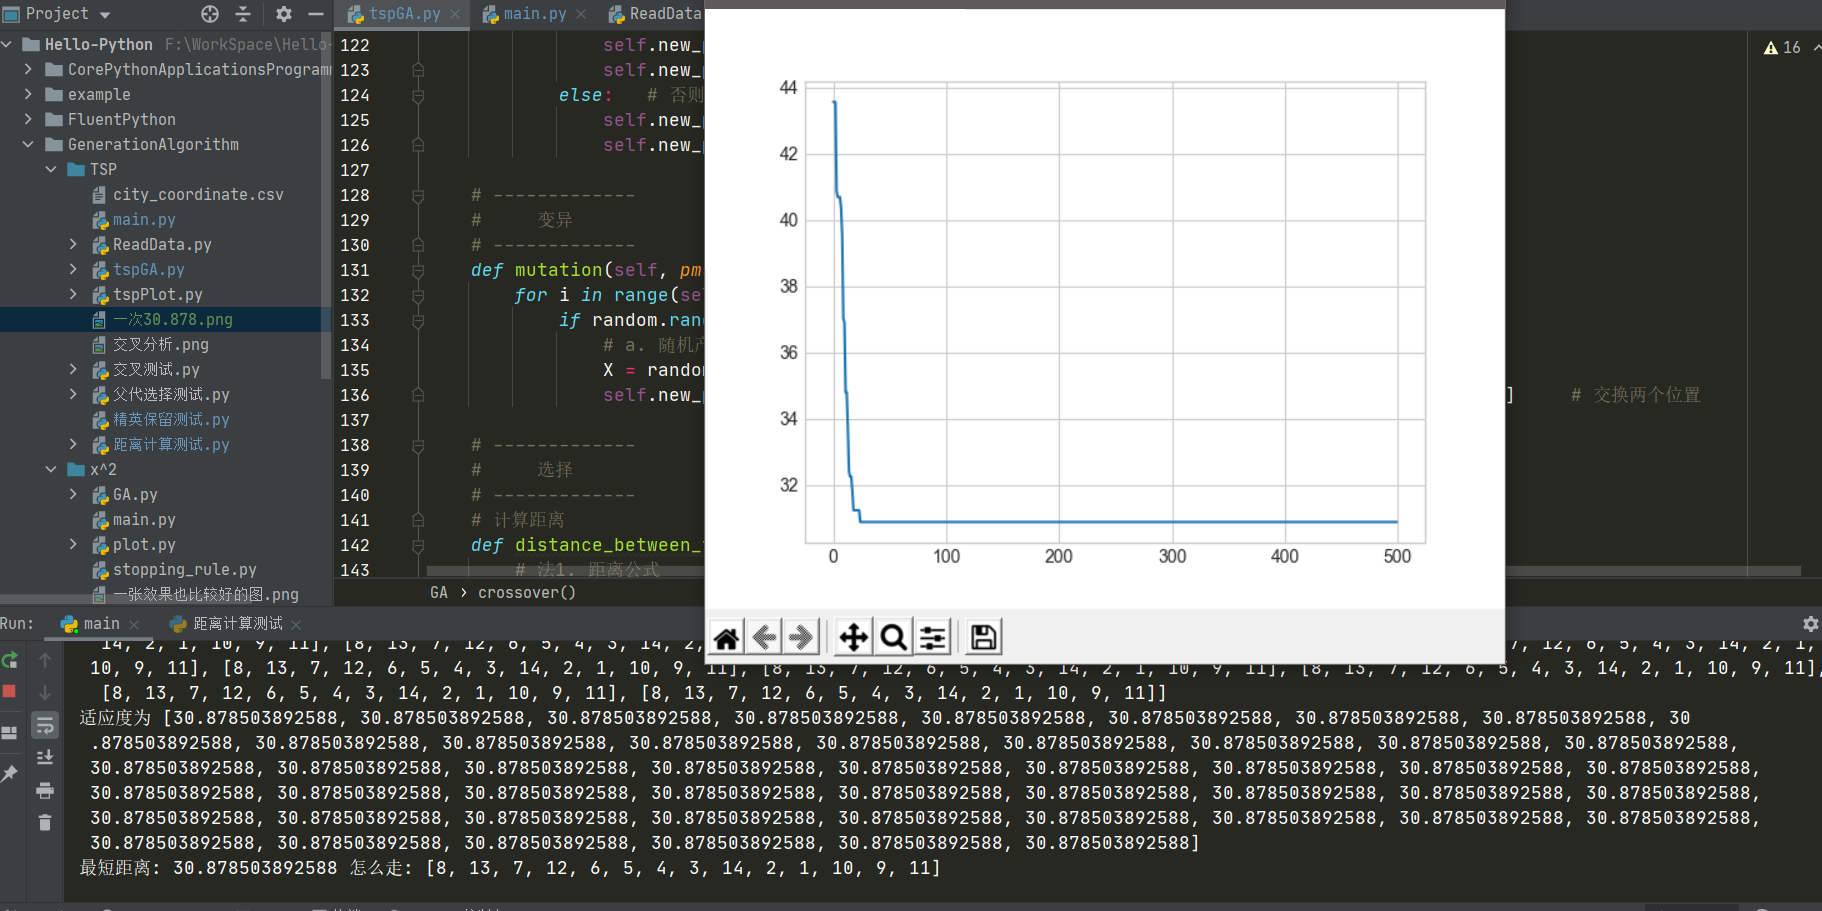 Project
tspGA.py
main.py
ReadData
Hello-Python F:\WorkSpace\Hello-
CorePythonApplicationsProgram
example
FluentPython
GenerationAlgorithm
TSP
city_coordinate.csv
main.py
ReadData.py
tspGA.py
tspPlot.py
一次30.878.png
交叉分析.png
交叉测试.py
父代选择测试.py
精英保留测试.py
距离计算测试.py
x^2
GA.py
main.py
plot.py
stopping_rule.py
一张效果也比较好的图.png
122 self.new_
123 self.new_
124 else: # 否则
125 self.new_
126 self.new_
127
128 # -------------
129 # 变异
130 # -------------
131 def mutation(self, pm
132 for i in range(se
133 if random.ran
134 # a. 随机产
135 X = rando
136 self.new_ ] # 交换两个位置
137
138 # -------------
139 # 选择
140 # -------------
141 # 计算距离
142 def distance_between_
143 # 法1. 距离公式
GA > crossover()
16
44
42
40
38
36
34
32
0 100 200 300 400 500
Run: main 距离计算测试
14, 2, 1, 10, 9, 11], [8, 13, 7, 12, 6, 5, 4, 3, 14, 2, 1, 7, 12, 6, 5, 4, 3, 14, 2, 1,
10, 9, 11], [8, 13, 7, 12, 6, 5, 4, 3, 14, 2, 1, 10, 9, 11], [8, 13, 7, 12, 6, 5, 4, 3, 14, 2, 1, 10, 9, 11], [8, 13, 7, 12, 6, 5, 4, 3, 14, 2, 1, 10, 9, 11],
[8, 13, 7, 12, 6, 5, 4, 3, 14, 2, 1, 10, 9, 11], [8, 13, 7, 12, 6, 5, 4, 3, 14, 2, 1, 10, 9, 11]]
适应度为 [30.878503892588, 30.878503892588, 30.878503892588, 30.878503892588, 30.878503892588, 30.878503892588, 30.878503892588, 30.878503892588, 30
.878503892588, 30.878503892588, 30.878503892588, 30.878503892588, 30.878503892588, 30.878503892588, 30.878503892588, 30.878503892588, 30.878503892588,
30.878503892588, 30.878503892588, 30.878503892588, 30.878503892588, 30.878503892588, 30.878503892588, 30.878503892588, 30.878503892588, 30.878503892588,
30.878503892588, 30.878503892588, 30.878503892588, 30.878503892588, 30.878503892588, 30.878503892588, 30.878503892588, 30.878503892588, 30.878503892588,
30.878503892588, 30.878503892588, 30.878503892588, 30.878503892588, 30.878503892588, 30.878503892588, 30.878503892588, 30.878503892588, 30.878503892588,
30.878503892588, 30.878503892588, 30.878503892588, 30.878503892588, 30.878503892588, 30.878503892588]
最短距离: 30.878503892588 怎么走: [8, 13, 7, 12, 6, 5, 4, 3, 14, 2, 1, 10, 9, 11]